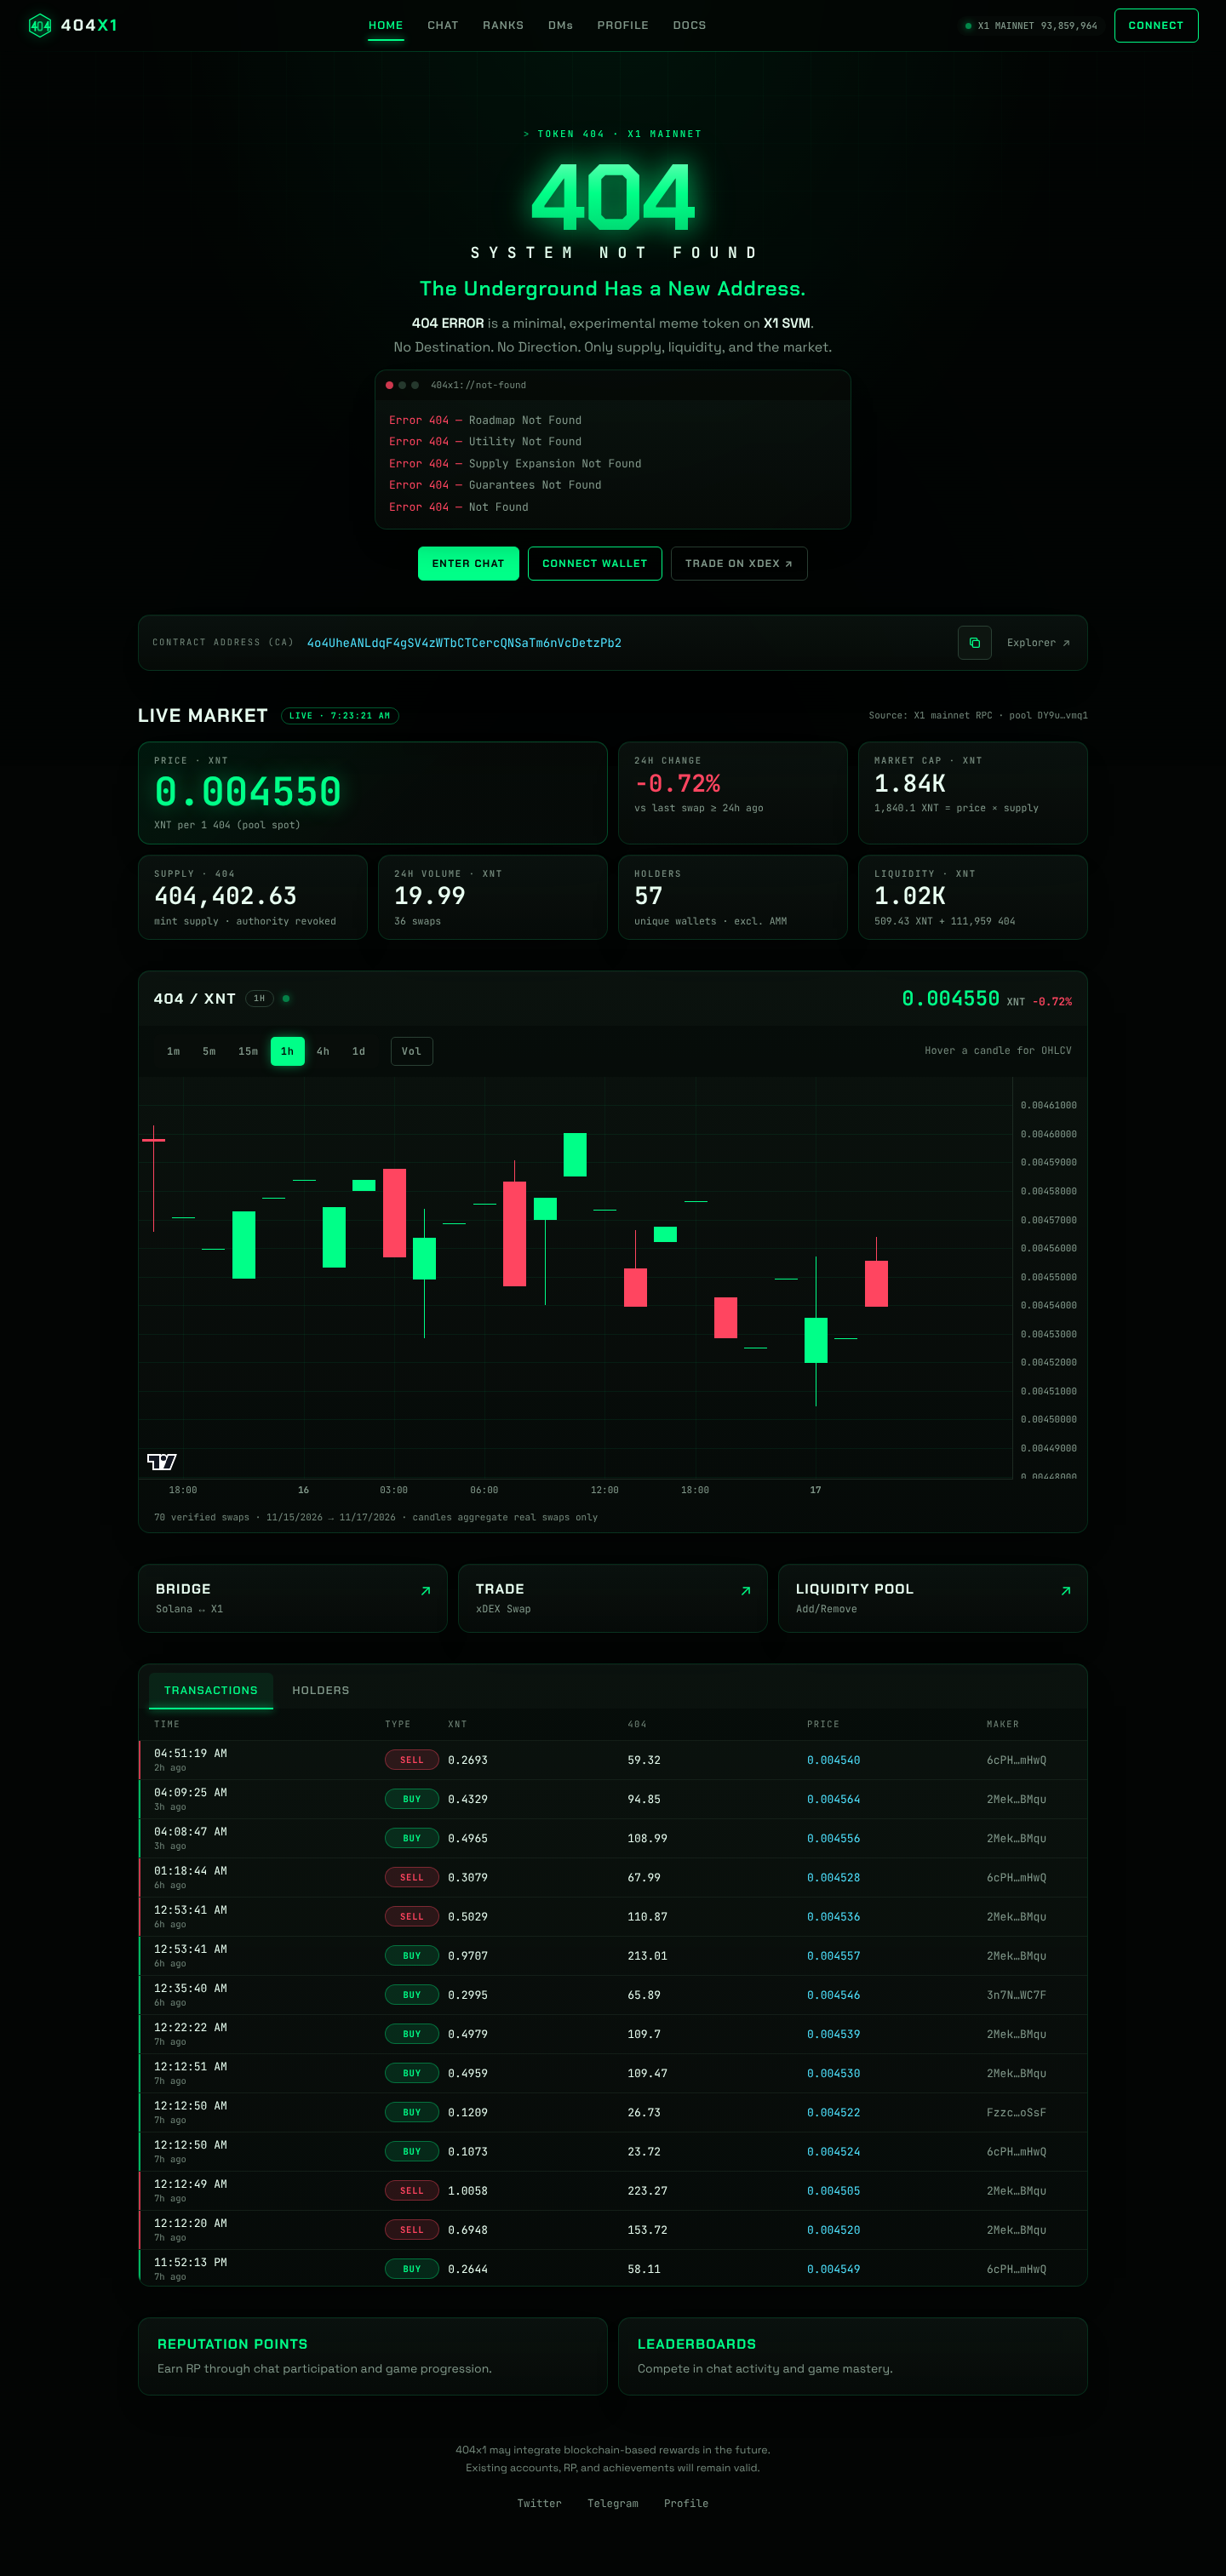 404
404X1
HOME CHAT RANKS DMs PROFILE DOCS
X1 MAINNET 93,859,964
CONNECT
> TOKEN 404 · X1 MAINNET
404
SYSTEM NOT FOUND
The Underground Has a New Address.
404 ERROR is a minimal, experimental meme token on X1 SVM.
No Destination. No Direction. Only supply, liquidity, and the market.
404x1://not-found
Error 404 — Roadmap Not Found
Error 404 — Utility Not Found
Error 404 — Supply Expansion Not Found
Error 404 — Guarantees Not Found
Error 404 — Not Found
ENTER CHAT CONNECT WALLET TRADE ON XDEX ↗
CONTRACT ADDRESS (CA) 4o4UheANLdqF4gSV4zWTbCTCercQNSaTm6nVcDetzPb2 Explorer ↗
LIVE MARKET LIVE · 7:23:21 AM Source: X1 mainnet RPC · pool DY9u…vmq1
PRICE · XNT
0.004550
XNT per 1 404 (pool spot)
24H CHANGE
-0.72%
vs last swap ≥ 24h ago
MARKET CAP · XNT
1.84K
1,840.1 XNT = price × supply
SUPPLY · 404
404,402.63
mint supply · authority revoked
24H VOLUME · XNT
19.99
36 swaps
HOLDERS
57
unique wallets · excl. AMM
LIQUIDITY · XNT
1.02K
509.43 XNT + 111,959 404
404 / XNT 1H 0.004550 XNT -0.72%
1m 5m 15m 1h 4h 1d Vol Hover a candle for OHLCV
0.00461000
0.00460000
0.00459000
0.00458000
0.00457000
0.00456000
0.00455000
0.00454000
0.00453000
0.00452000
0.00451000
0.00450000
0.00449000
0.00448000
18:00 16 03:00 06:00 12:00 18:00 17
70 verified swaps · 11/15/2026 → 11/17/2026 · candles aggregate real swaps only
BRIDGE ↗
Solana ↔ X1
TRADE ↗
xDEX Swap
LIQUIDITY POOL ↗
Add/Remove
TRANSACTIONS HOLDERS
TIME TYPE XNT 404 PRICE MAKER
04:51:19 AM SELL 0.2693 59.32 0.004540 6cPH…mHwQ
2h ago
04:09:25 AM BUY 0.4329 94.85 0.004564 2Mek…BMqu
3h ago
04:08:47 AM BUY 0.4965 108.99 0.004556 2Mek…BMqu
3h ago
01:18:44 AM SELL 0.3079 67.99 0.004528 6cPH…mHwQ
6h ago
12:53:41 AM SELL 0.5029 110.87 0.004536 2Mek…BMqu
6h ago
12:53:41 AM BUY 0.9707 213.01 0.004557 2Mek…BMqu
6h ago
12:35:40 AM BUY 0.2995 65.89 0.004546 3n7N…WC7F
6h ago
12:22:22 AM BUY 0.4979 109.7 0.004539 2Mek…BMqu
7h ago
12:12:51 AM BUY 0.4959 109.47 0.004530 2Mek…BMqu
7h ago
12:12:50 AM BUY 0.1209 26.73 0.004522 Fzzc…oSsF
7h ago
12:12:50 AM BUY 0.1073 23.72 0.004524 6cPH…mHwQ
7h ago
12:12:49 AM SELL 1.0058 223.27 0.004505 2Mek…BMqu
7h ago
12:12:20 AM SELL 0.6948 153.72 0.004520 2Mek…BMqu
7h ago
11:52:13 PM BUY 0.2644 58.11 0.004549 6cPH…mHwQ
7h ago
REPUTATION POINTS
Earn RP through chat participation and game progression.
LEADERBOARDS
Compete in chat activity and game mastery.
404x1 may integrate blockchain-based rewards in the future.
Existing accounts, RP, and achievements will remain valid.
Twitter Telegram Profile